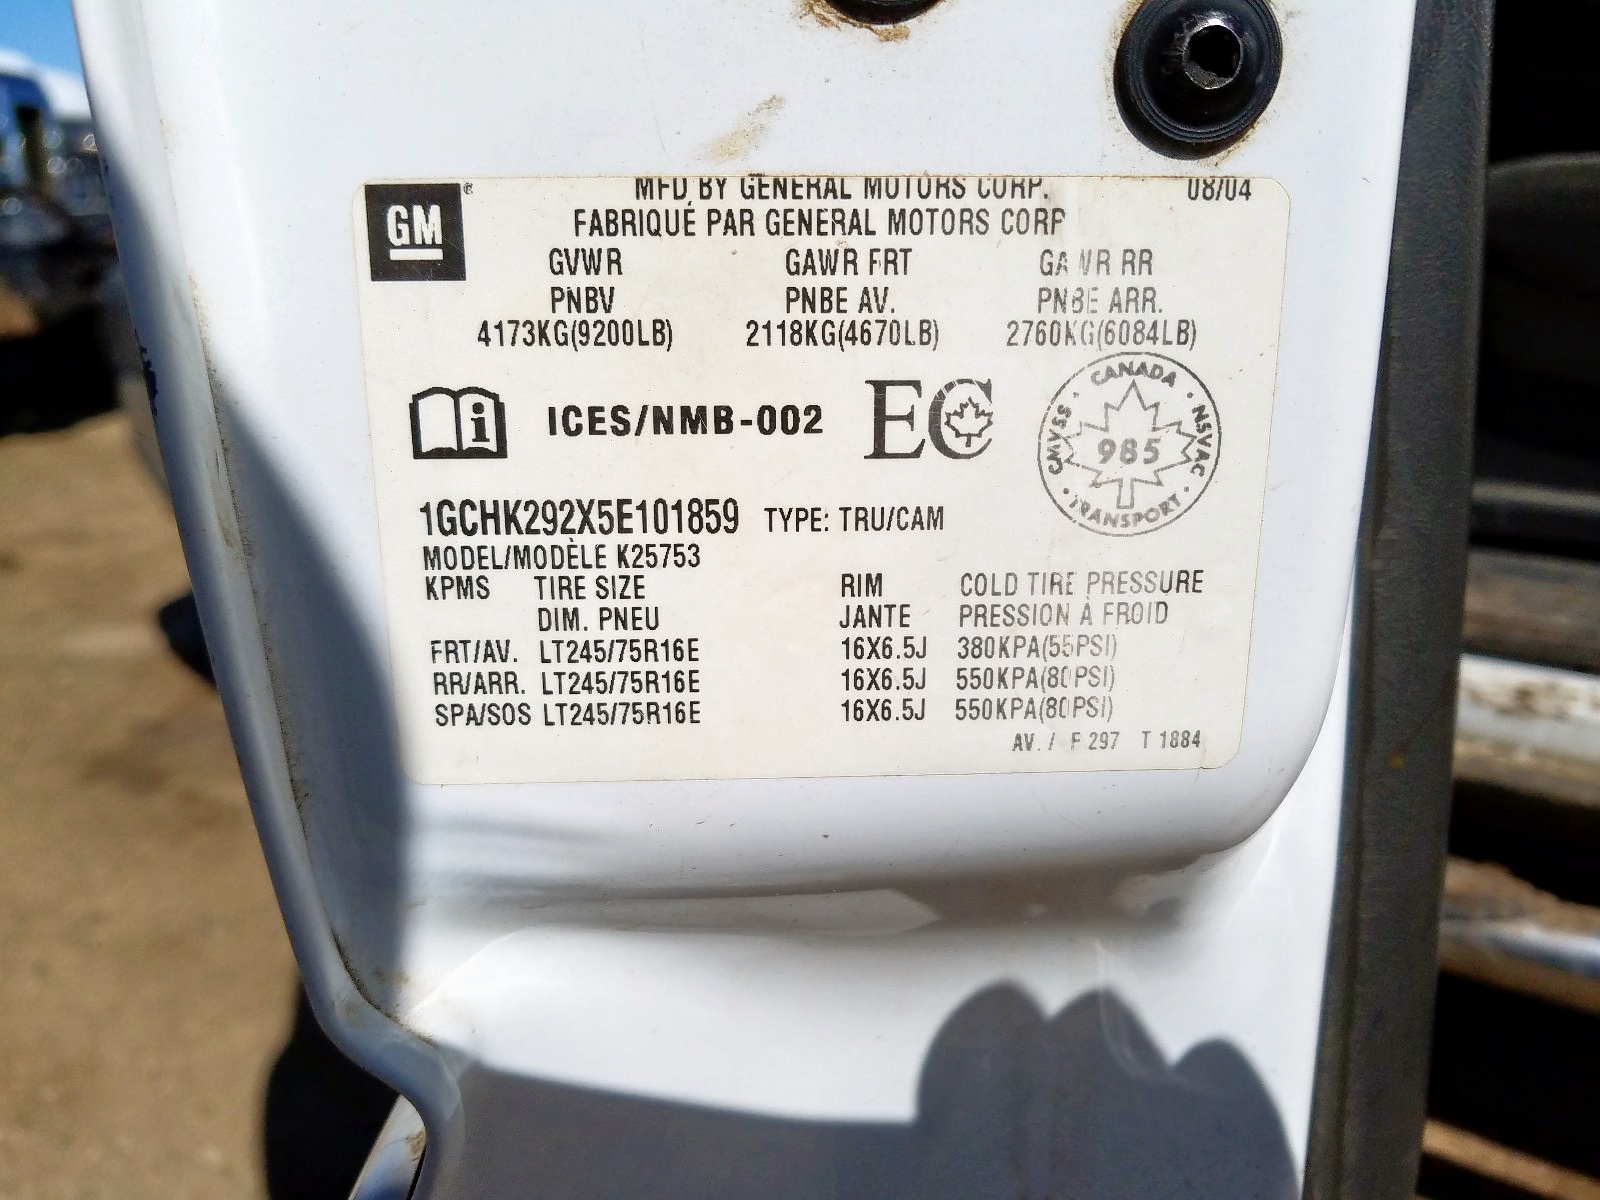 GM®
MFD BY GENERAL MOTORS CORP. 08/04
FABRIQUÉ PAR GENERAL MOTORS CORP
GVWR GAWR FRT GAWR RR
PNBV PNBE AV. PNBE ARR.
4173KG(9200LB) 2118KG(4670LB) 2760KG(6084LB)
i ICES/NMB-002 EC
CANADA · NSVAC · TRANSPORT · CMVSS ·
985
1GCHK292X5E101859 TYPE: TRU/CAM
MODEL/MODÈLE K25753
KPMS TIRE SIZE RIM COLD TIRE PRESSURE
DIM. PNEU JANTE PRESSION À FROID
FRT/AV. LT245/75R16E 16X6.5J 380KPA(55PSI)
RR/ARR. LT245/75R16E 16X6.5J 550KPA(80PSI)
SPA/SOS LT245/75R16E 16X6.5J 550KPA(80PSI)
AV. / F 297 T 1884